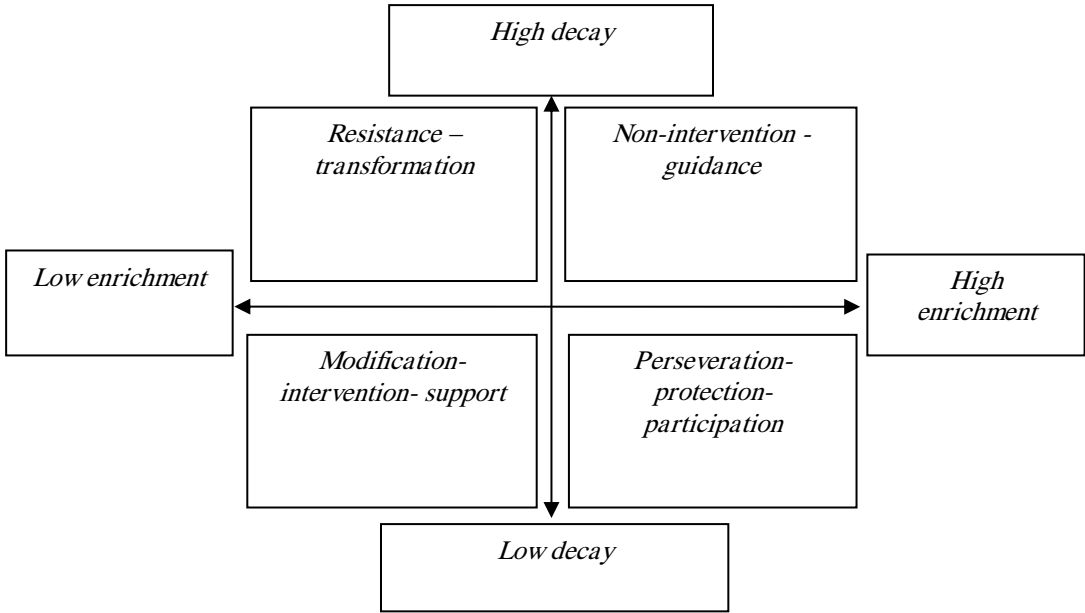 High decay
Resistance –
transformation
Non-intervention -
guidance
Low enrichment
High
enrichment
Modification-
intervention- support
Perseveration-
protection-
participation
Low decay